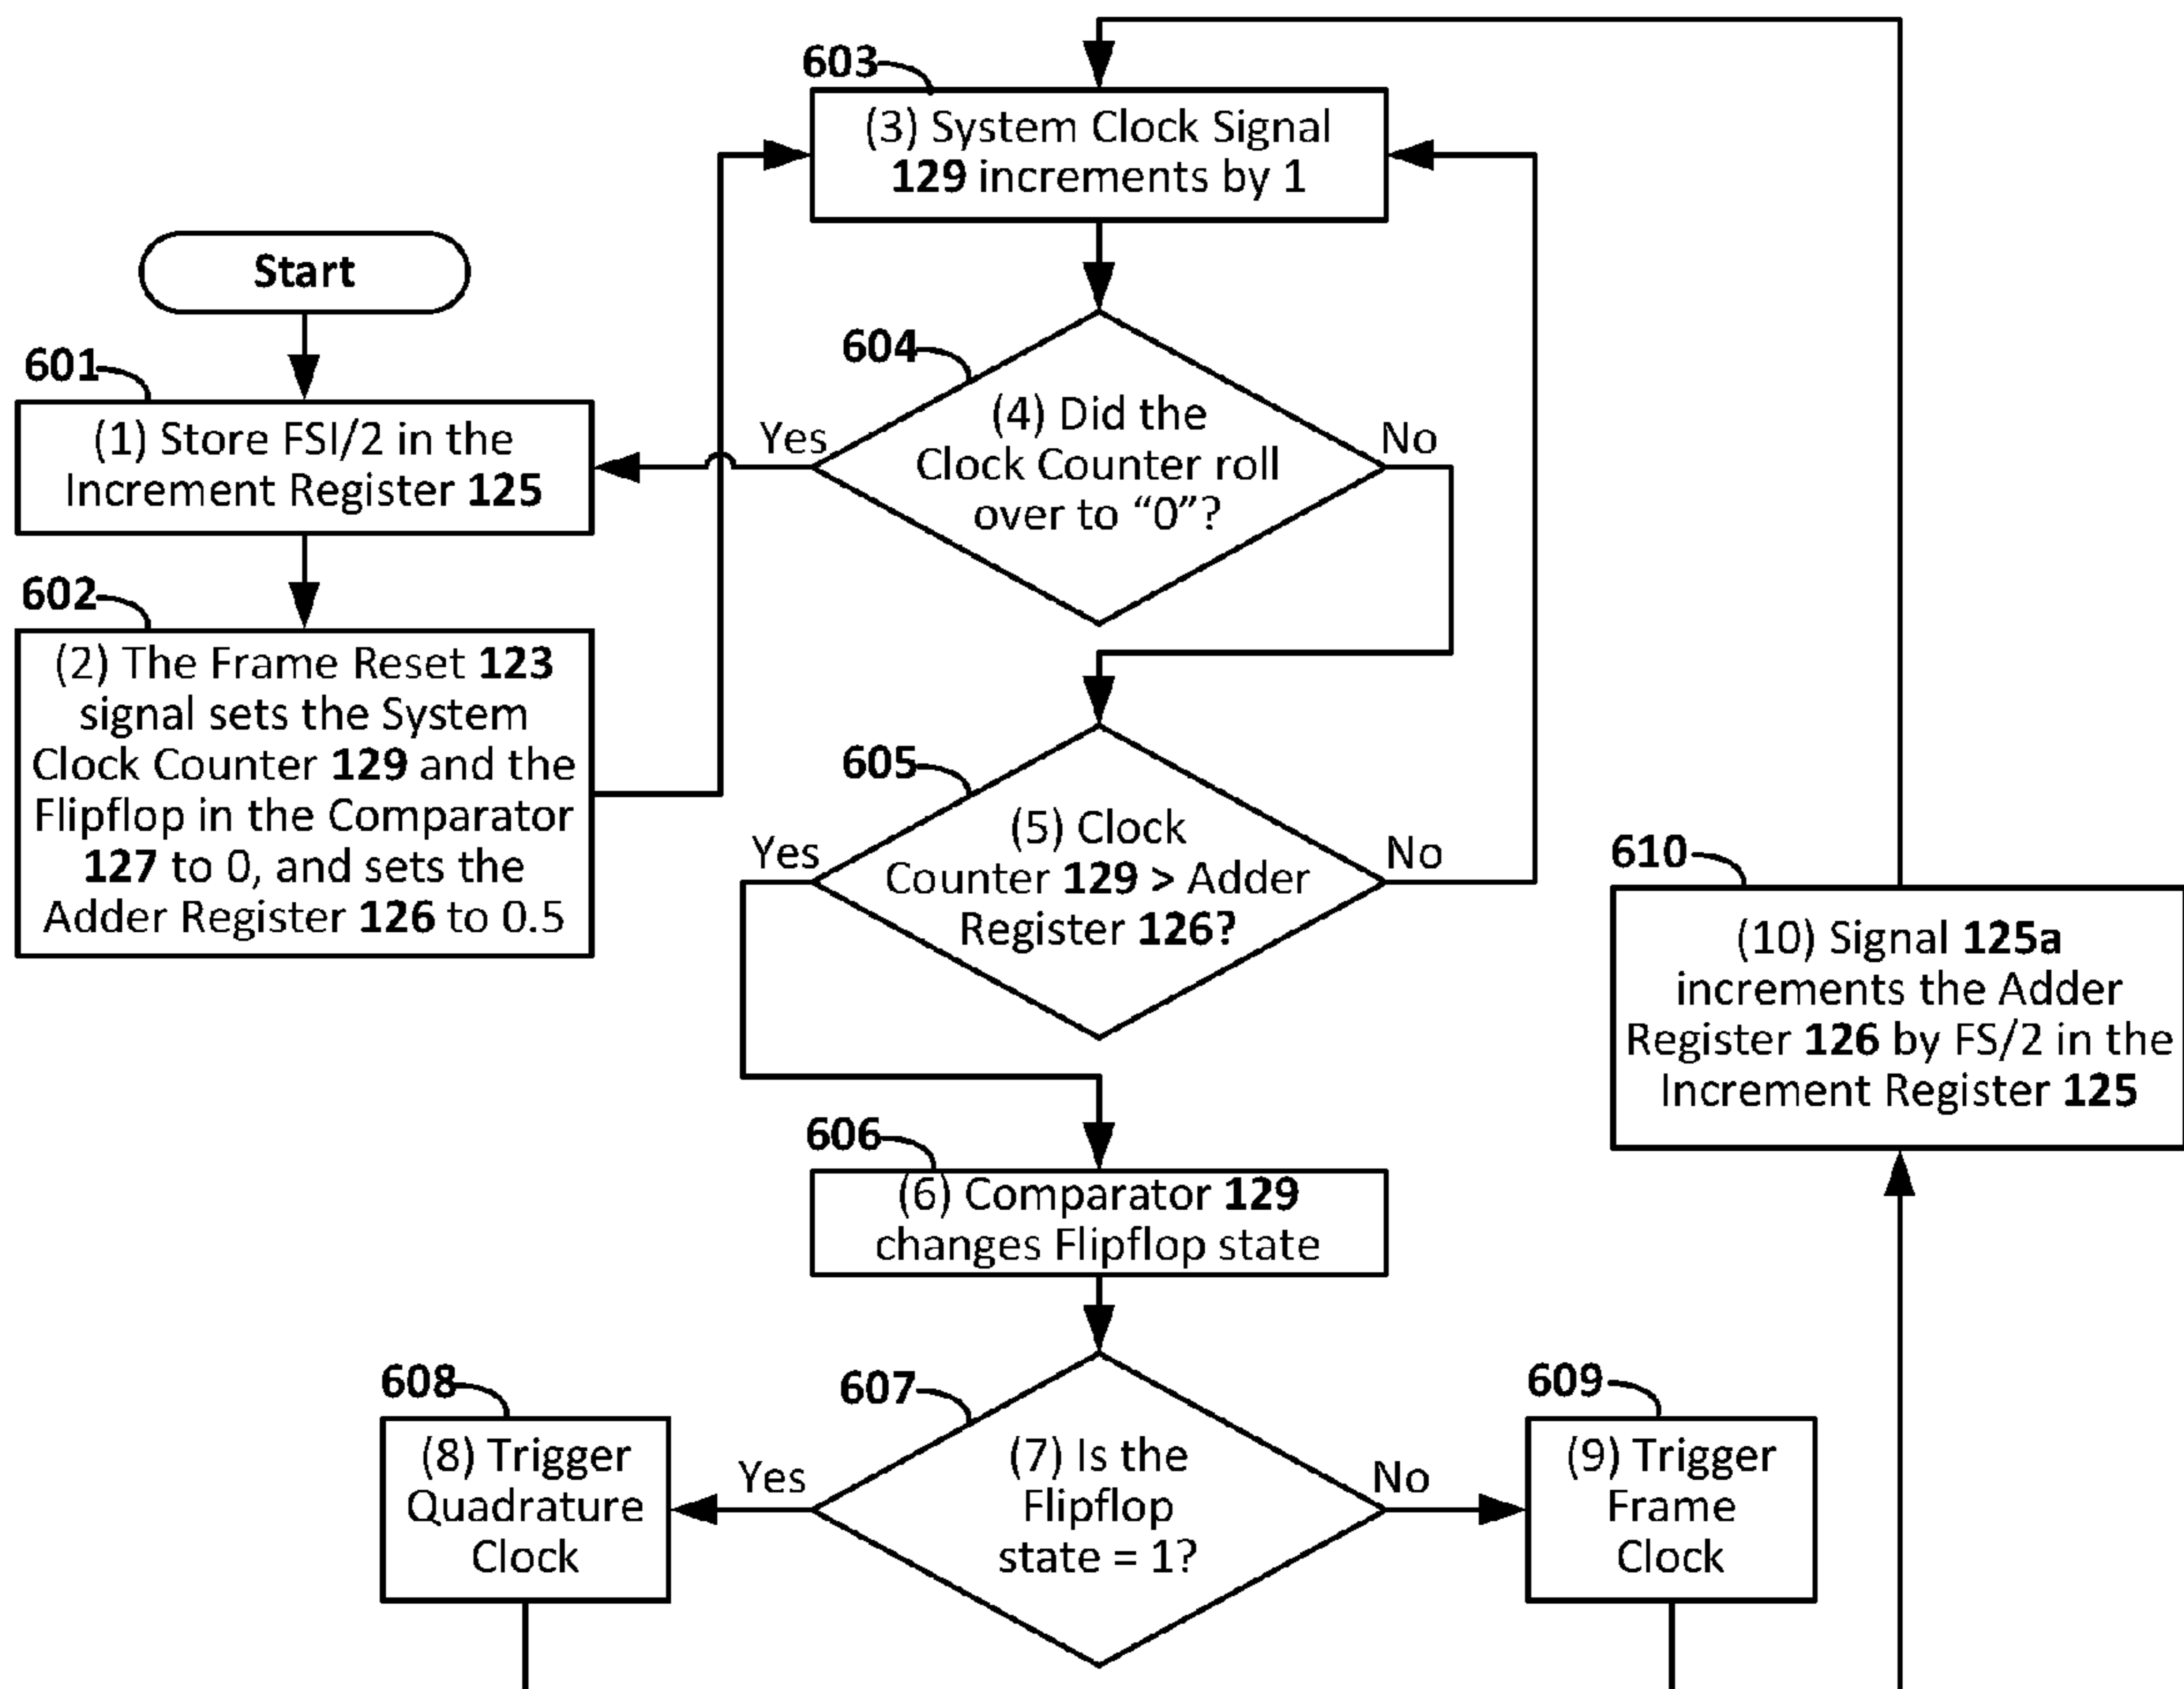 603
(3) System Clock Signal
129 increments by 1
Start
601
(1) Store FSI/2 in the
Increment Register 125
604
(4) Did the
Clock Counter roll
over to “0”?
Yes
No
602
(2) The Frame Reset 123
signal sets the System
Clock Counter 129 and the
Flipflop in the Comparator
127 to 0, and sets the
Adder Register 126 to 0.5
605
(5) Clock
Counter 129 > Adder
Register 126?
Yes
No
610
(10) Signal 125a
increments the Adder
Register 126 by FS/2 in the
Increment Register 125
606
(6) Comparator 129
changes Flipflop state
607
(7) Is the
Flipflop
state = 1?
Yes
No
608
(8) Trigger
Quadrature
Clock
609
(9) Trigger
Frame
Clock